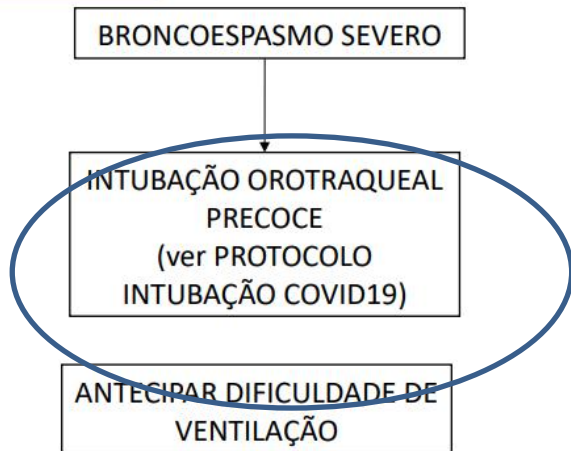 BRONCOESPASMO SEVERO
INTUBAÇÃO OROTRAQUEAL
PRECOCE
(ver PROTOCOLO
INTUBAÇÃO COVID19)
ANTECIPAR DIFICULDADE DE
VENTILAÇÃO